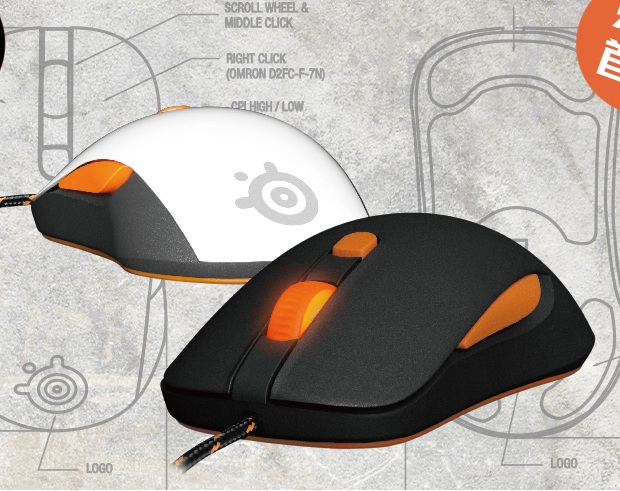 SCROLL WHEEL &
MIDDLE CLICK
RIGHT CLICK
(OMRON D2FC-F-7N)
CPI HIGH / LOW
LOGO
LOGO